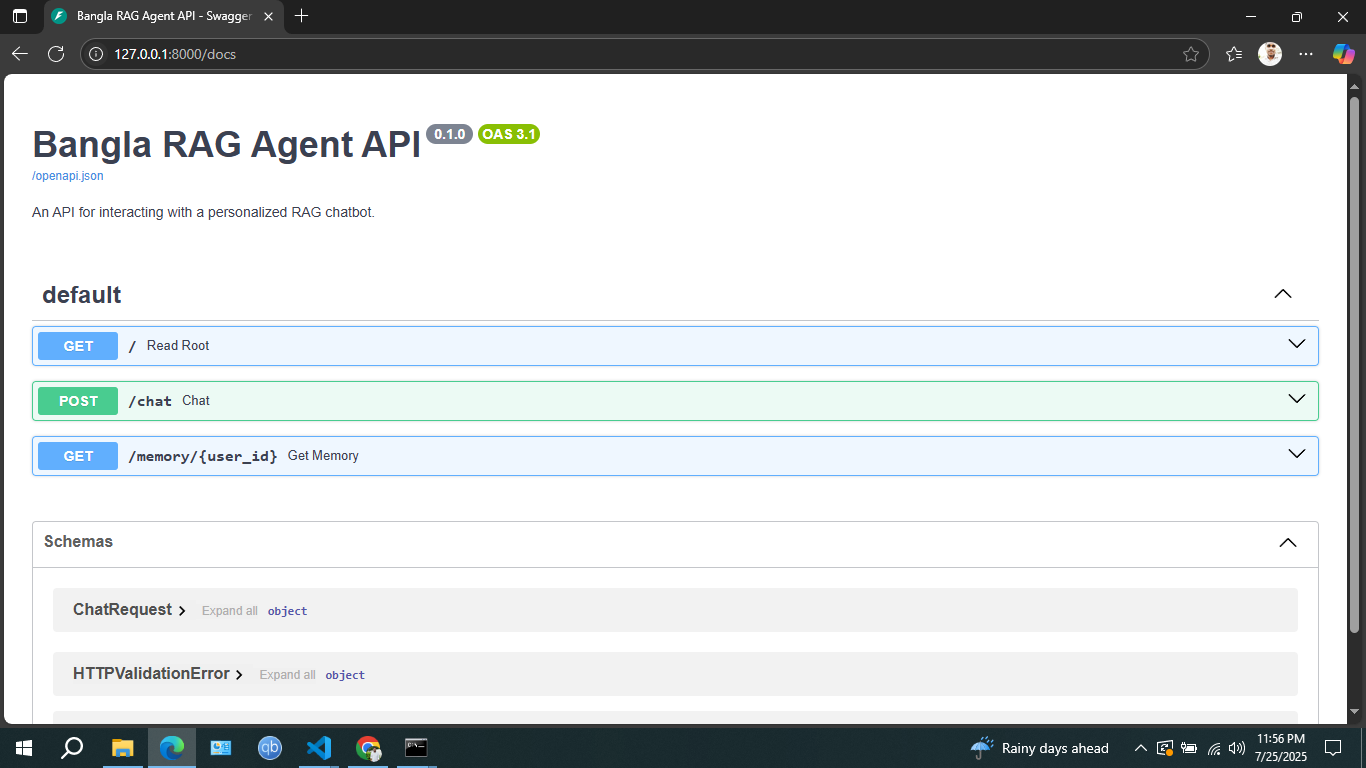 Bangla RAG Agent API - Swagger
127.0.0.1:8000/docs
Bangla RAG Agent API 0.1.0 OAS 3.1
/openapi.json
An API for interacting with a personalized RAG chatbot.
default
GET / Read Root
POST /chat Chat
GET /memory/{user_id} Get Memory
Schemas
ChatRequest Expand all object
HTTPValidationError Expand all object
qb
Rainy days ahead
11:56 PM
7/25/2025